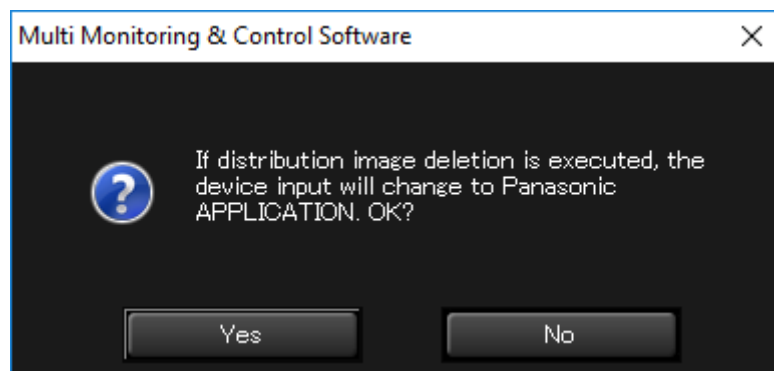 Multi Monitoring & Control Software
If distribution image deletion is executed, the
device input will change to Panasonic
APPLICATION. OK?
Yes
No